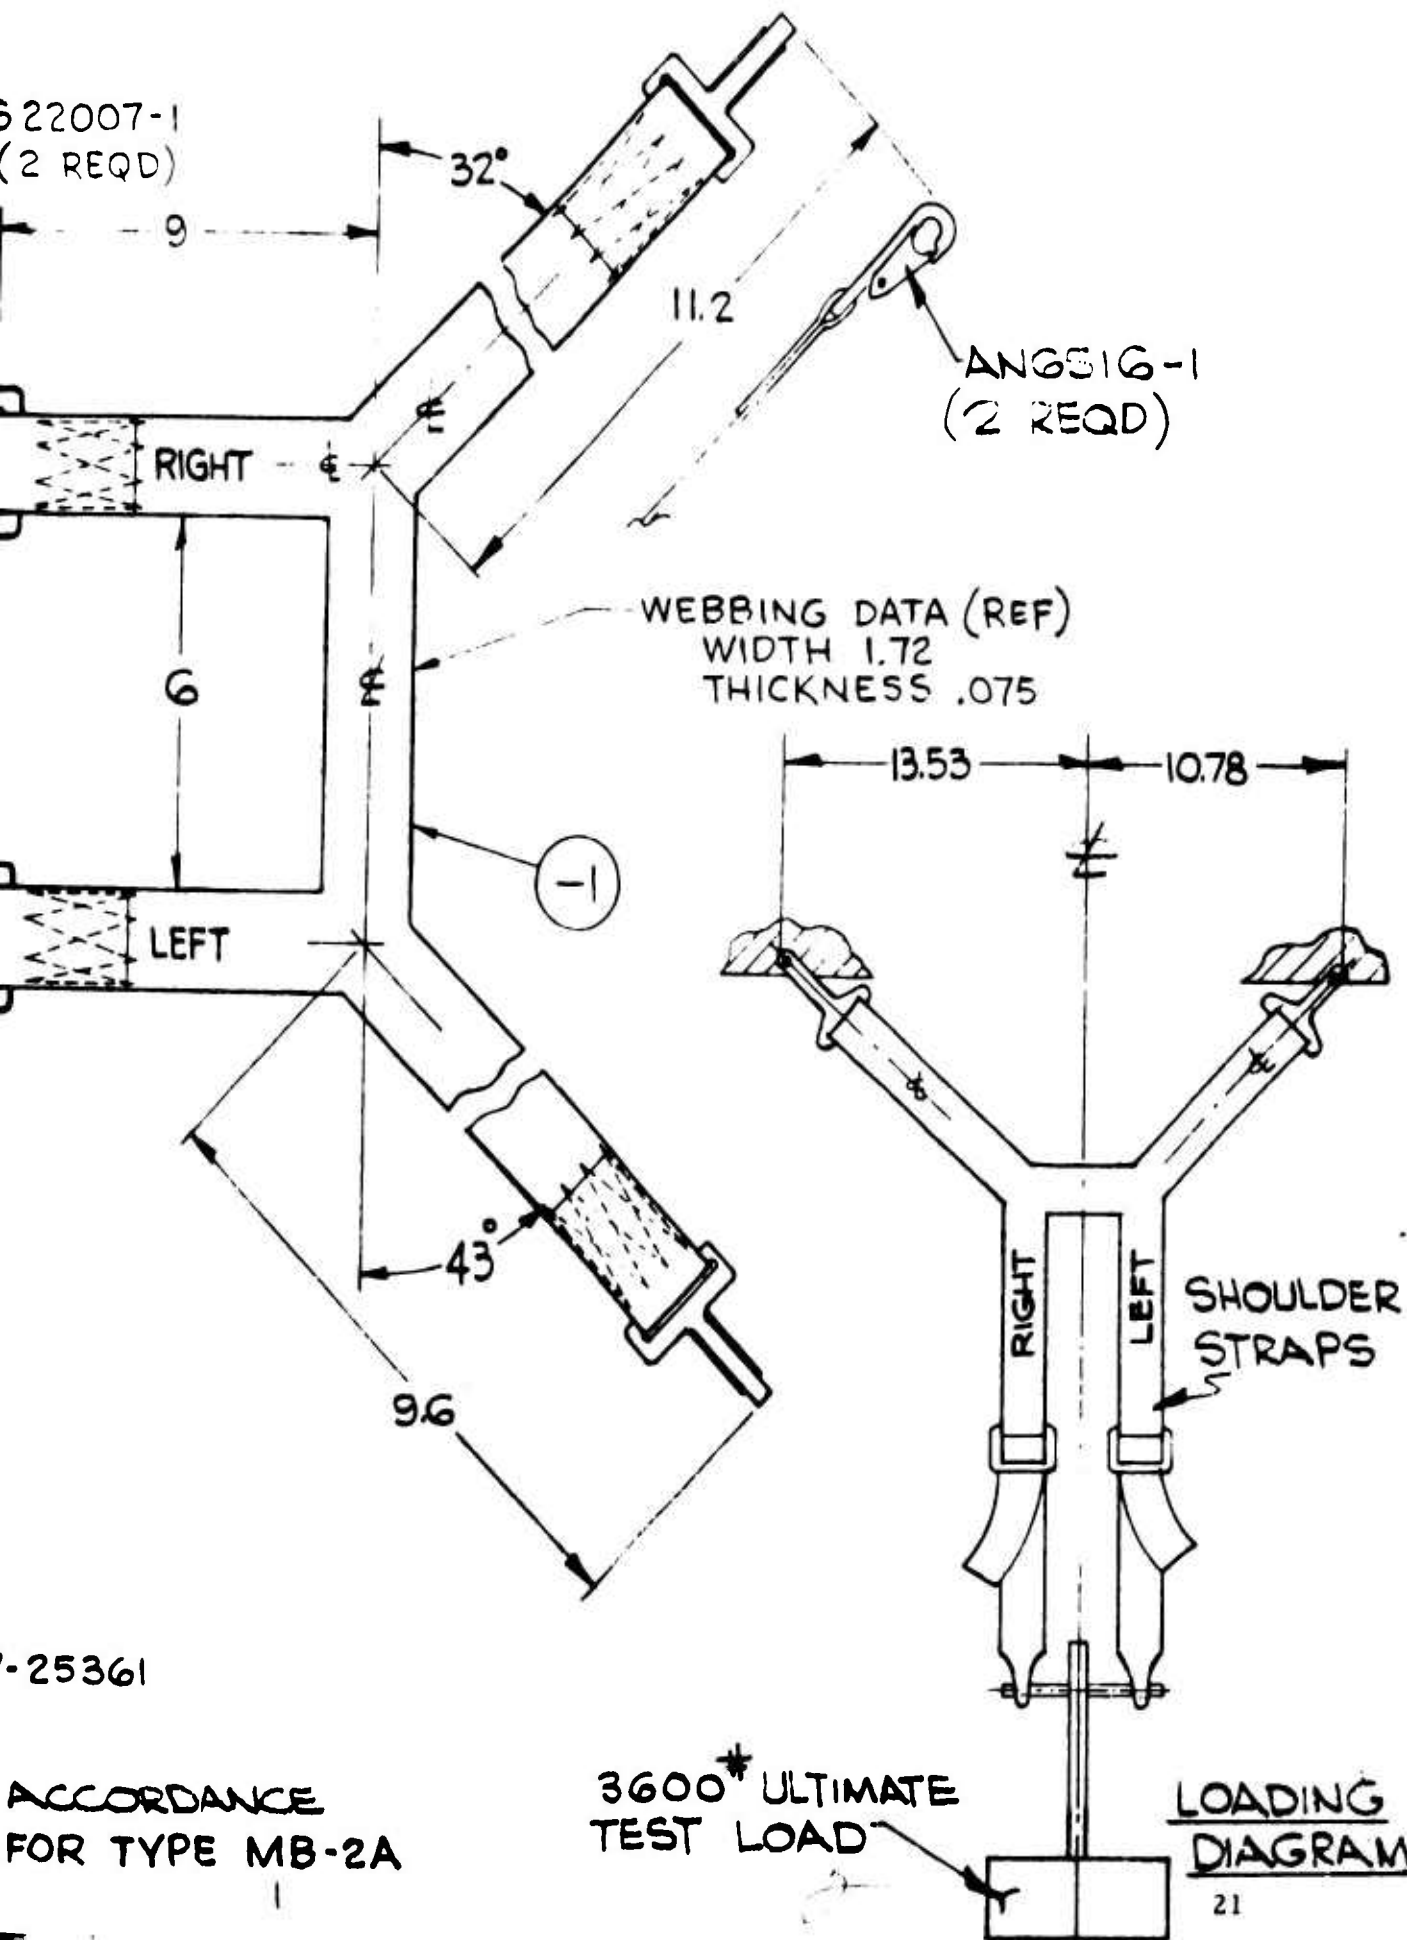 S22007-1
(2 REQD)
32°
9
11.2
AN6516-1
(2 REQD)
RIGHT
WEBBING DATA (REF)
WIDTH 1.72
THICKNESS .075
6
13.53
10.78
-1
LEFT
43°
9.6
RIGHT
LEFT
SHOULDER
STRAPS
-25361
ACCORDANCE
FOR TYPE MB-2A
3600# ULTIMATE
TEST LOAD
LOADING
DIAGRAM
21